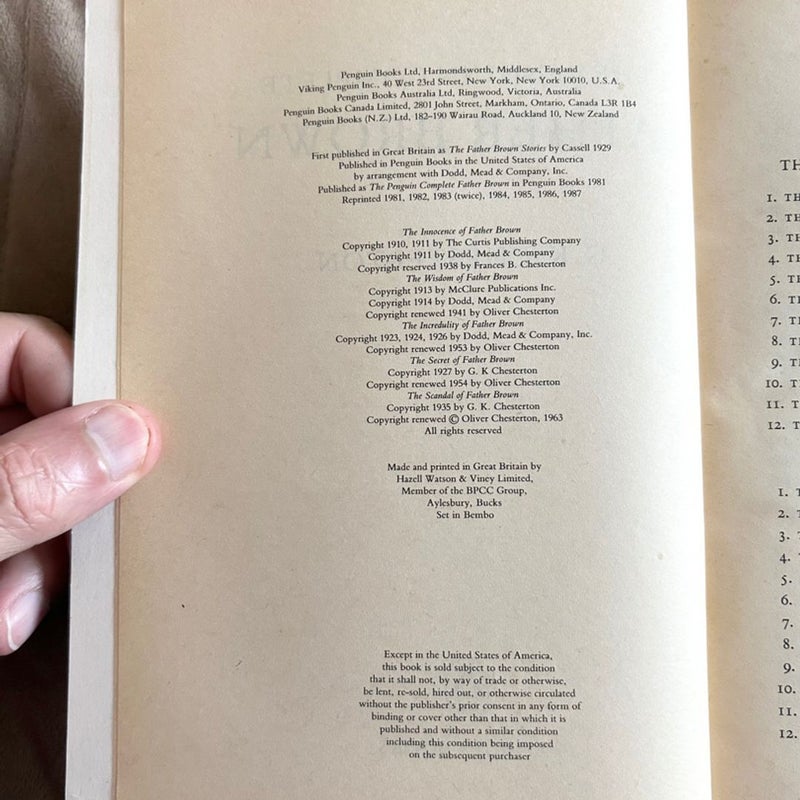 Penguin Books Ltd, Harmondsworth, Middlesex, England
Viking Penguin Inc., 40 West 23rd Street, New York, New York 10010, U.S.A.
Penguin Books Australia Ltd, Ringwood, Victoria, Australia
Penguin Books Canada Limited, 2801 John Street, Markham, Ontario, Canada L3R 1B4
Penguin Books (N.Z.) Ltd, 182-190 Wairau Road, Auckland 10, New Zealand
First published in Great Britain as The Father Brown Stories by Cassell 1929
Published in Penguin Books in the United States of America
by arrangement with Dodd, Mead & Company, Inc.
Published as The Penguin Complete Father Brown in Penguin Books 1981
Reprinted 1981, 1982, 1983 (twice), 1984, 1985, 1986, 1987
The Innocence of Father Brown
Copyright 1910, 1911 by The Curtis Publishing Company
Copyright 1911 by Dodd, Mead & Company
Copyright reserved 1938 by Frances B. Chesterton
The Wisdom of Father Brown
Copyright 1913 by McClure Publications Inc.
Copyright 1914 by Dodd, Mead & Company
Copyright renewed 1941 by Oliver Chesterton
The Incredulity of Father Brown
Copyright 1923, 1924, 1926 by Dodd, Mead & Company, Inc.
Copyright renewed 1953 by Oliver Chesterton
The Secret of Father Brown
Copyright 1927 by G. K Chesterton
Copyright renewed 1954 by Oliver Chesterton
The Scandal of Father Brown
Copyright 1935 by G. K. Chesterton
Copyright renewed © Oliver Chesterton, 1963
All rights reserved
Made and printed in Great Britain by
Hazell Watson & Viney Limited,
Member of the BPCC Group,
Aylesbury, Bucks
Set in Bembo
Except in the United States of America,
this book is sold subject to the condition
that it shall not, by way of trade or otherwise,
be lent, re-sold, hired out, or otherwise circulated
without the publisher's prior consent in any form of
binding or cover other than that in which it is
published and without a similar condition
including this condition being imposed
on the subsequent purchaser
1.
2.
3.
4.
5.
6.
7.
8.
9.
10.
11.
12.
1.
2.
3.
4.
5.
6.
7.
8.
9.
10.
11.
12.